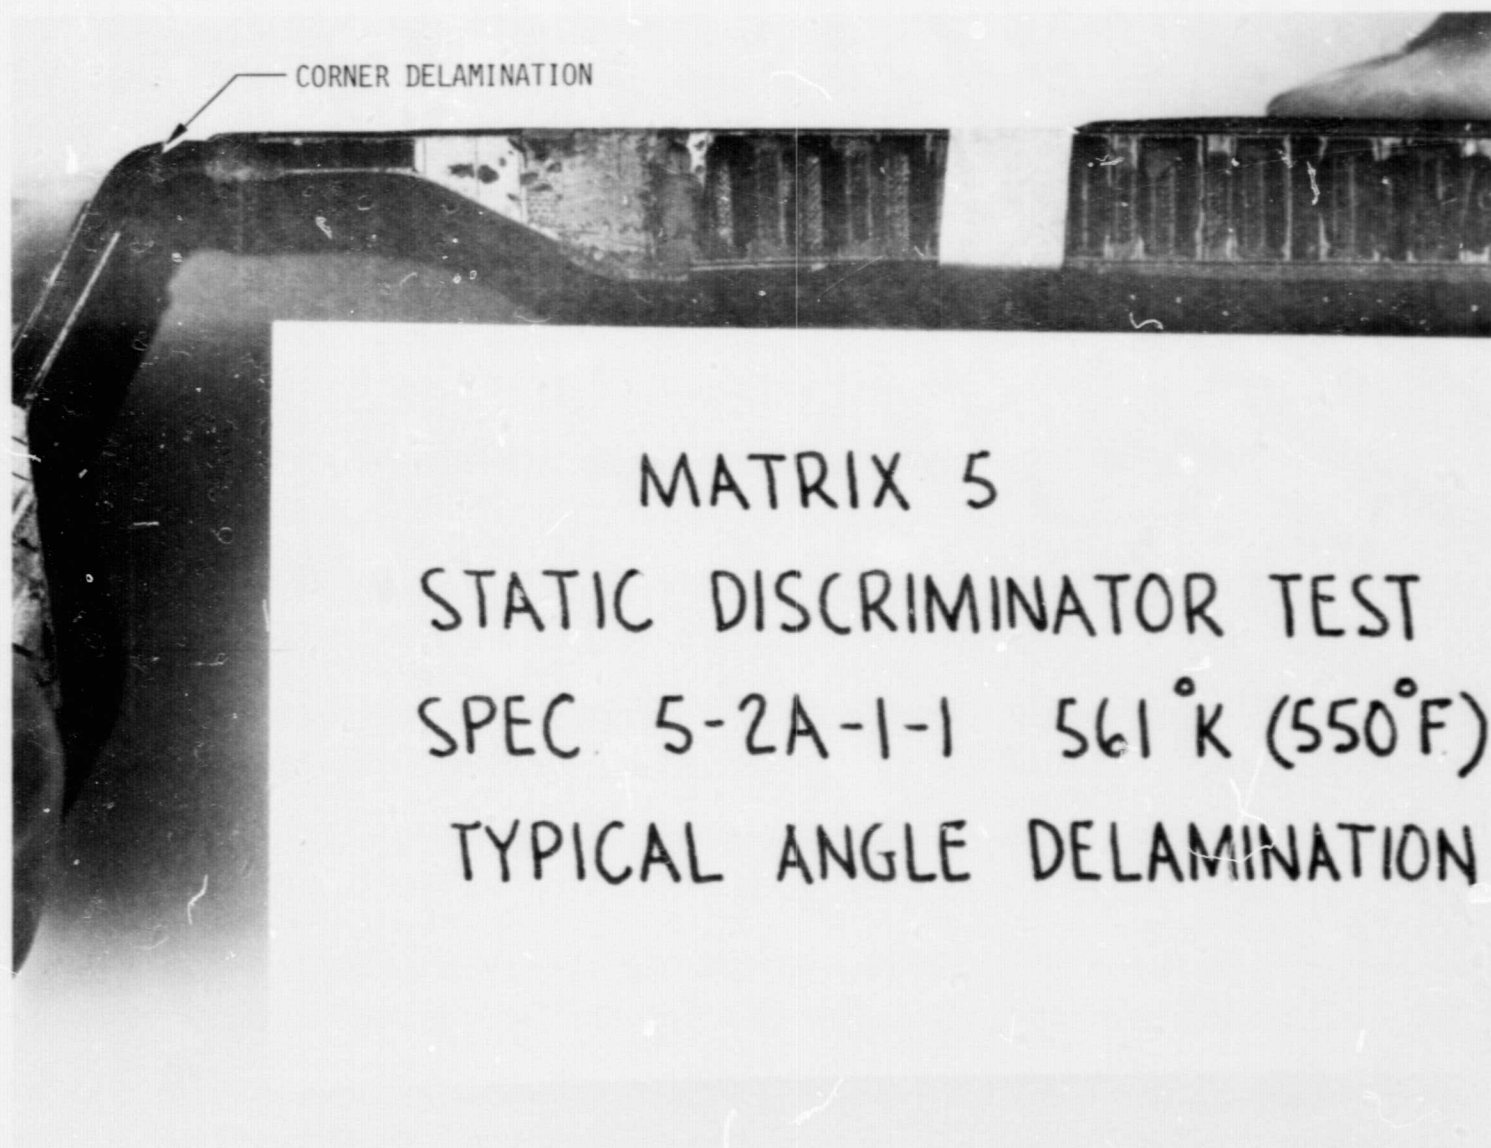 CORNER DELAMINATION
MATRIX 5
STATIC DISCRIMINATOR TEST
SPEC. 5-2A-1-1 561°K (550°F)
TYPICAL ANGLE DELAMINATION